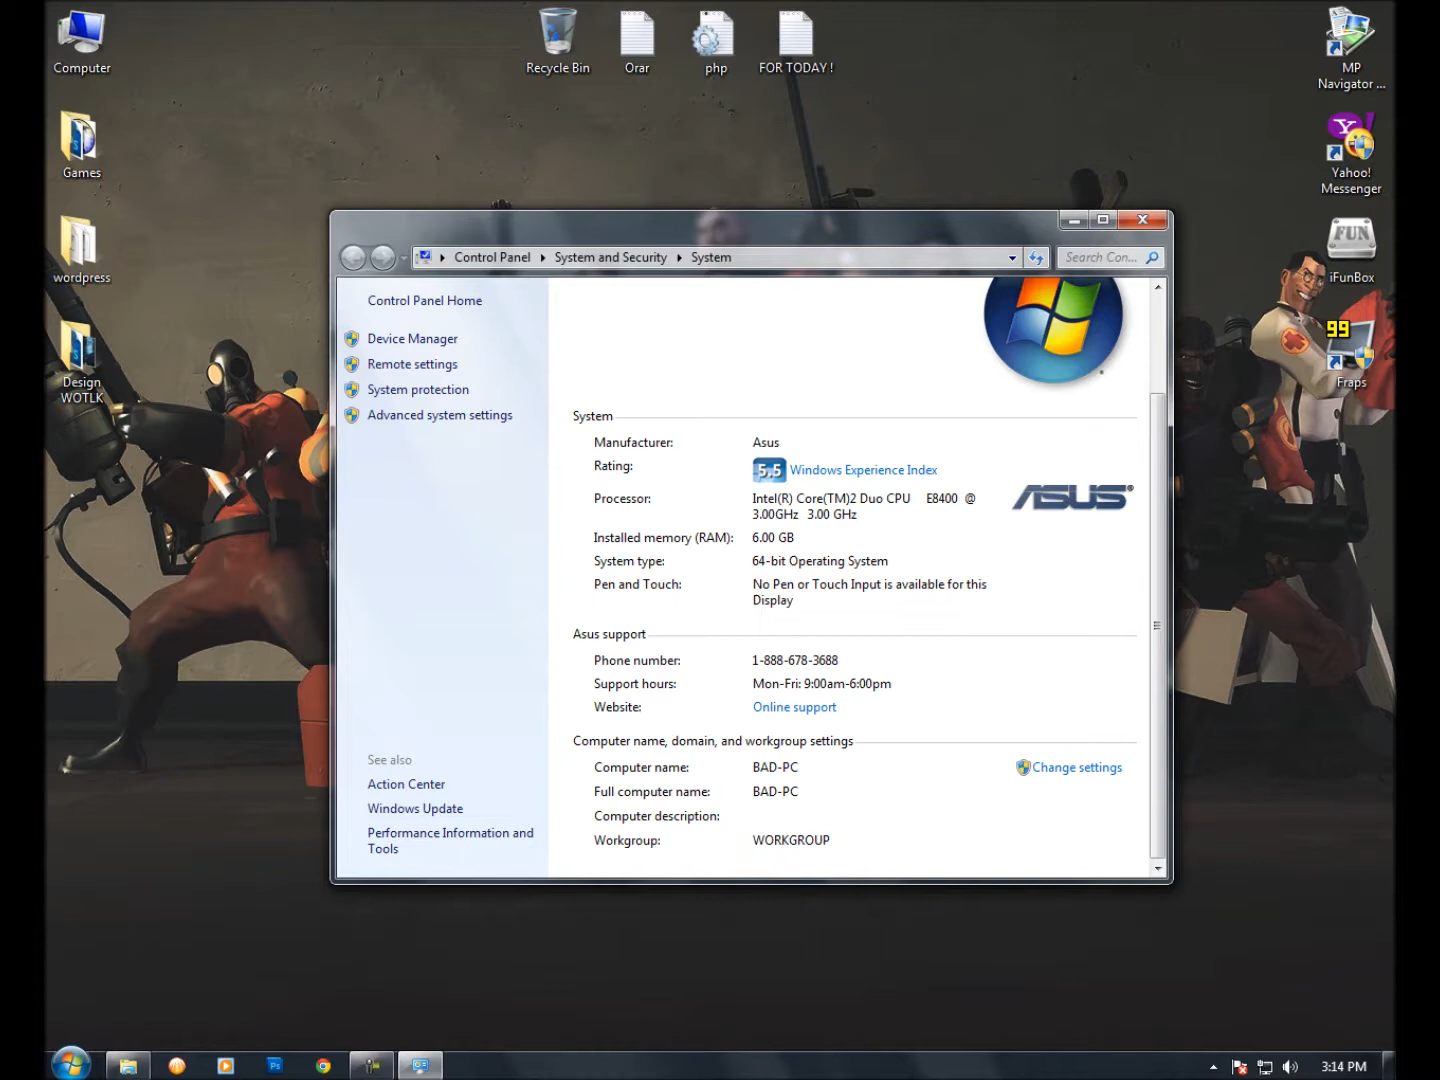 Computer
Recycle Bin
Orar
php
FOR TODAY !
MP
Navigator ...
Games
Yahoo!
Messenger
wordpress
FUN
iFunBox
Design
WOTLK
99
Fraps
Control Panel
System and Security
System
Search Con...
Control Panel Home
Device Manager
Remote settings
System protection
Advanced system settings
System
Manufacturer: Asus
Rating: 5.5 Windows Experience Index
Processor: Intel(R) Core(TM)2 Duo CPU E8400 @
3.00GHz 3.00 GHz
ASUS®
Installed memory (RAM): 6.00 GB
System type: 64-bit Operating System
Pen and Touch: No Pen or Touch Input is available for this
Display
Asus support
Phone number: 1-888-678-3688
Support hours: Mon-Fri: 9:00am-6:00pm
Website: Online support
Computer name, domain, and workgroup settings
Computer name: BAD-PC
Change settings
Full computer name: BAD-PC
Computer description:
Workgroup: WORKGROUP
See also
Action Center
Windows Update
Performance Information and
Tools
Ps
3:14 PM